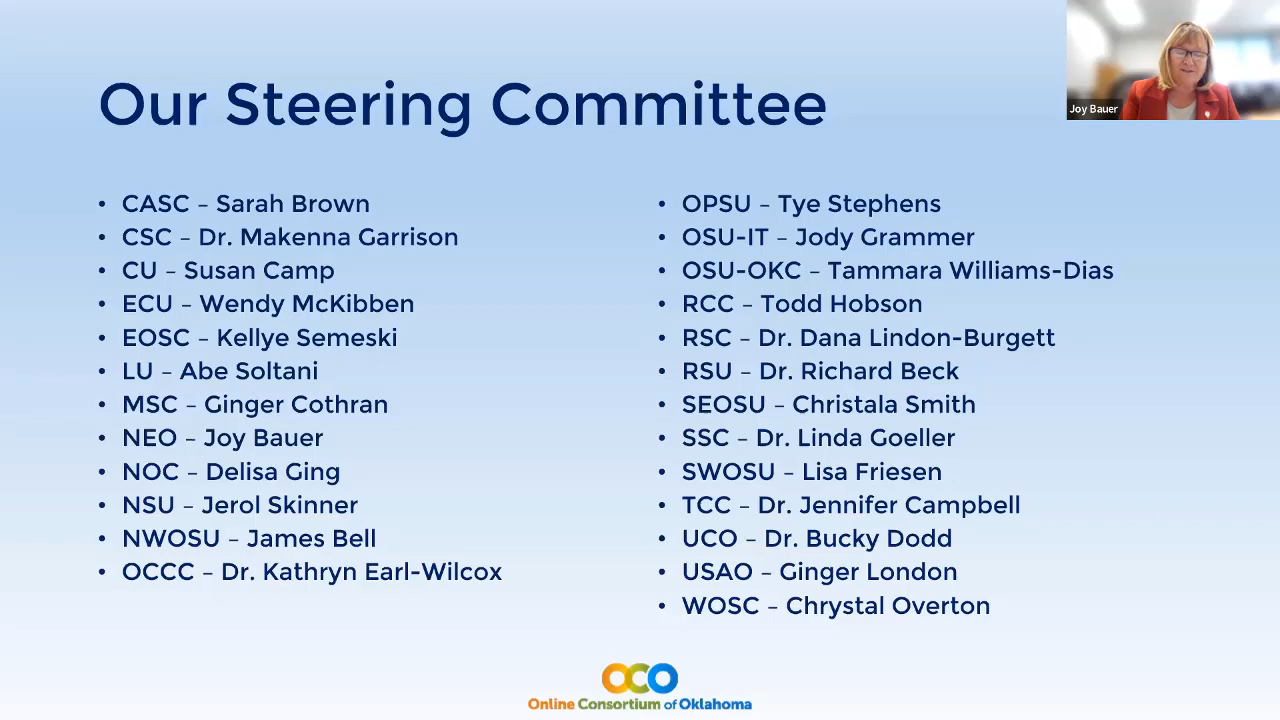 Our Steering Committee
Joy Bauer
• CASC – Sarah Brown
• CSC – Dr. Makenna Garrison
• CU – Susan Camp
• ECU – Wendy McKibben
• EOSC – Kellye Semeski
• LU – Abe Soltani
• MSC – Ginger Cothran
• NEO – Joy Bauer
• NOC – Delisa Ging
• NSU – Jerol Skinner
• NWOSU – James Bell
• OCCC – Dr. Kathryn Earl-Wilcox
• OPSU – Tye Stephens
• OSU-IT – Jody Grammer
• OSU-OKC – Tammara Williams-Dias
• RCC – Todd Hobson
• RSC – Dr. Dana Lindon-Burgett
• RSU – Dr. Richard Beck
• SEOSU – Christala Smith
• SSC – Dr. Linda Goeller
• SWOSU – Lisa Friesen
• TCC – Dr. Jennifer Campbell
• UCO – Dr. Bucky Dodd
• USAO – Ginger London
• WOSC – Chrystal Overton
OCO
Online Consortium of Oklahoma